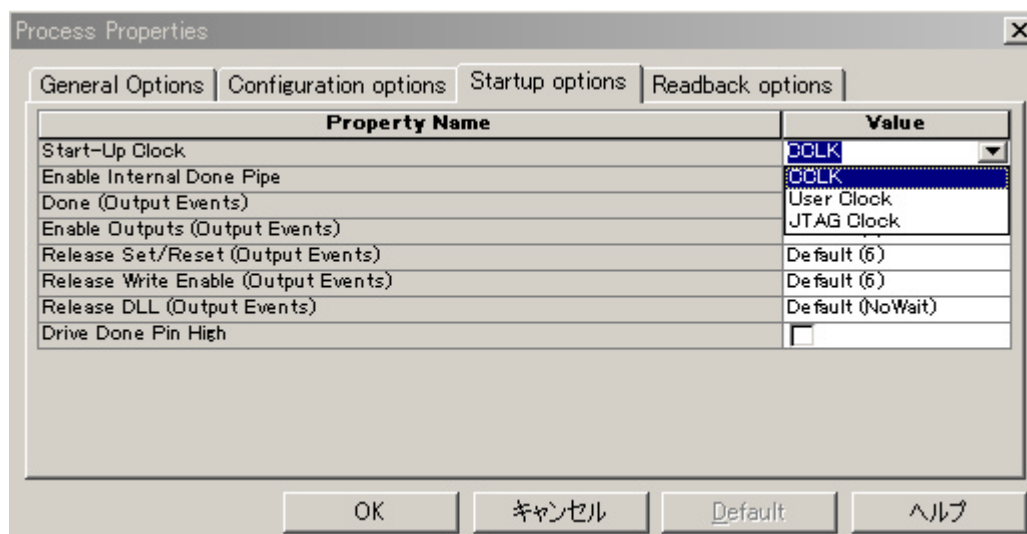 Process Properties
General Options Configuration options Startup options Readback options
Property Name Value
Start-Up Clock CCLK
Enable Internal Done Pipe CCLK
Done (Output Events) User Clock
Enable Outputs (Output Events) JTAG Clock
Release Set/Reset (Output Events) Default (6)
Release Write Enable (Output Events) Default (6)
Release DLL (Output Events) Default (NoWait)
Drive Done Pin High
OK キャンセル Default ヘルプ